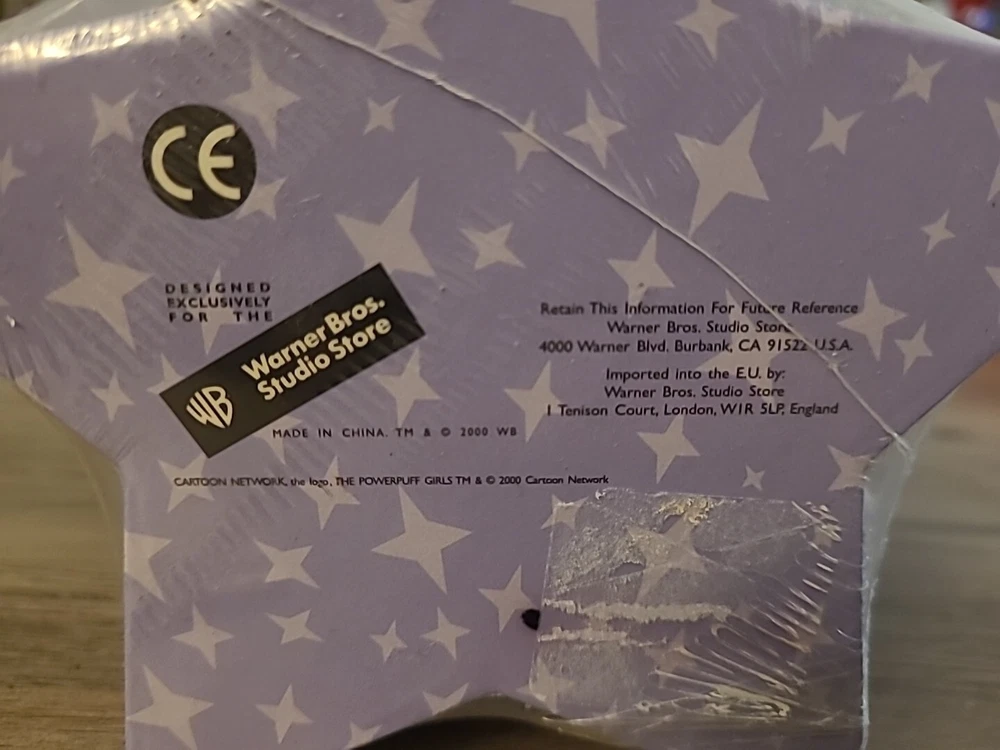 CE
DESIGNED
EXCLUSIVELY
FOR THE
WB Warner Bros.
Studio Store
MADE IN CHINA. TM & © 2000 WB
CARTOON NETWORK, the logo, THE POWERPUFF GIRLS TM & © 2000 Cartoon Network
Retain This Information For Future Reference
Warner Bros. Studio Store
4000 Warner Blvd. Burbank, CA 91522 U.S.A.
Imported into the E.U. by:
Warner Bros. Studio Store
1 Tenison Court, London, W1R 5LP, England